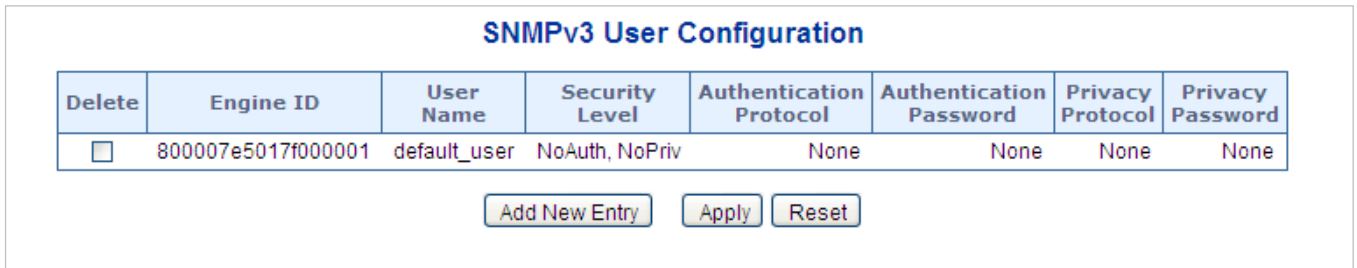 SNMPv3 User Configuration
Delete Engine ID User Name Security Level Authentication Protocol Authentication Password Privacy Protocol Privacy Password
800007e5017f000001 default_user NoAuth, NoPriv None None None None
Add New Entry Apply Reset